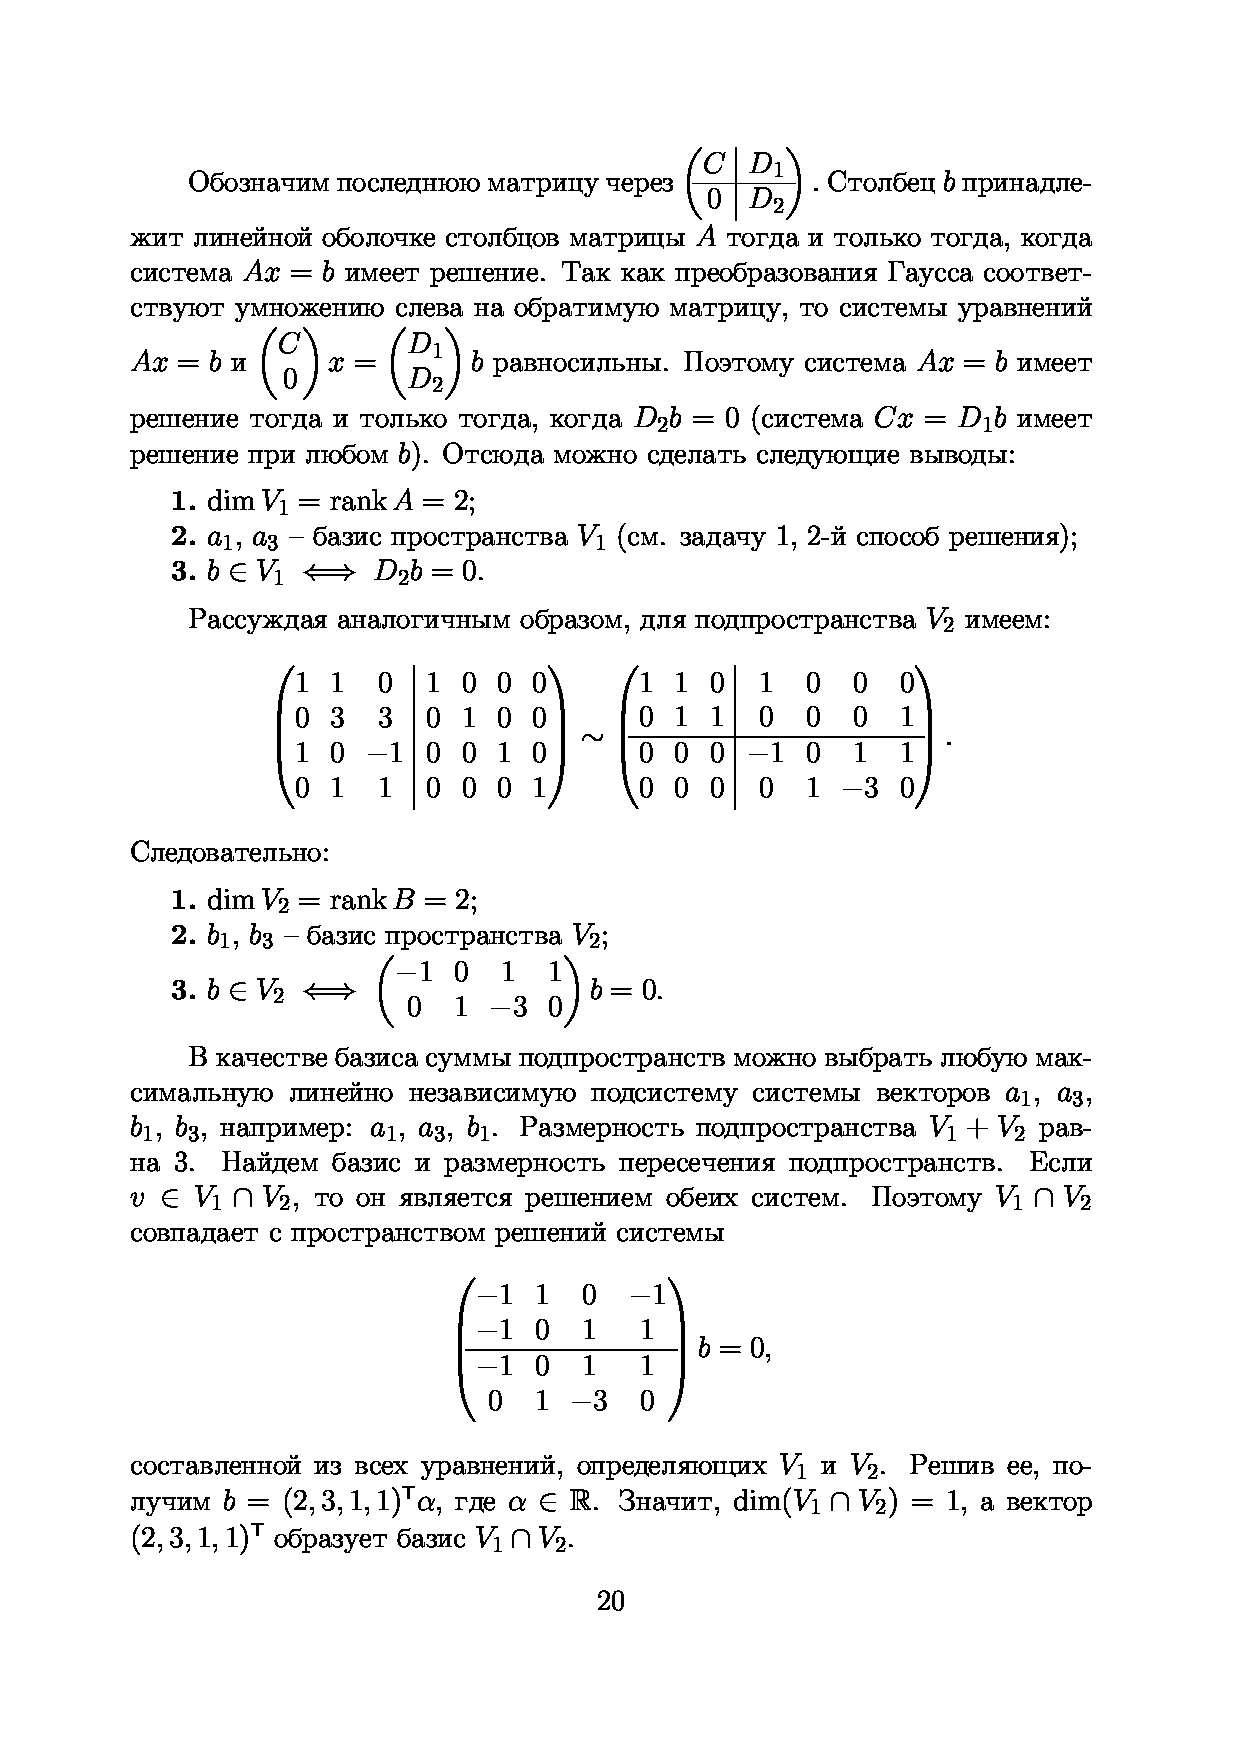 Обозначим последнюю матрицу через $\left(\begin{array}{c|c} C & D_1 \\ \hline 0 & D_2 \end{array}\right)$. Столбец $b$ принадле-
жит линейной оболочке столбцов матрицы $A$ тогда и только тогда, когда
система $Ax = b$ имеет решение. Так как преобразования Гаусса соответ-
ствуют умножению слева на обратимую матрицу, то системы уравнений
$Ax = b$ и $\begin{pmatrix} C \\ 0 \end{pmatrix} x = \begin{pmatrix} D_1 \\ D_2 \end{pmatrix} b$ равносильны. Поэтому система $Ax = b$ имеет
решение тогда и только тогда, когда $D_2b = 0$ (система $Cx = D_1b$ имеет
решение при любом $b$). Отсюда можно сделать следующие выводы:
1. $\dim V_1 = \operatorname{rank} A = 2$;
2. $a_1$, $a_3$ – базис пространства $V_1$ (см. задачу 1, 2-й способ решения);
3. $b \in V_1 \iff D_2b = 0$.
Рассуждая аналогичным образом, для подпространства $V_2$ имеем:
$\left(\begin{array}{ccc|cccc} 1 & 1 & 0 & 1 & 0 & 0 & 0 \\ 0 & 3 & 3 & 0 & 1 & 0 & 0 \\ 1 & 0 & -1 & 0 & 0 & 1 & 0 \\ 0 & 1 & 1 & 0 & 0 & 0 & 1 \end{array}\right) \sim \left(\begin{array}{ccc|cccc} 1 & 1 & 0 & 1 & 0 & 0 & 0 \\ 0 & 1 & 1 & 0 & 0 & 0 & 1 \\ \hline 0 & 0 & 0 & -1 & 0 & 1 & 1 \\ 0 & 0 & 0 & 0 & 1 & -3 & 0 \end{array}\right).$
Следовательно:
1. $\dim V_2 = \operatorname{rank} B = 2$;
2. $b_1$, $b_3$ – базис пространства $V_2$;
3. $b \in V_2 \iff \begin{pmatrix} -1 & 0 & 1 & 1 \\ 0 & 1 & -3 & 0 \end{pmatrix} b = 0$.
В качестве базиса суммы подпространств можно выбрать любую мак-
симальную линейно независимую подсистему системы векторов $a_1$, $a_3$,
$b_1$, $b_3$, например: $a_1$, $a_3$, $b_1$. Размерность подпространства $V_1 + V_2$ рав-
на 3. Найдем базис и размерность пересечения подпространств. Если
$v \in V_1 \cap V_2$, то он является решением обеих систем. Поэтому $V_1 \cap V_2$
совпадает с пространством решений системы
$\left(\begin{array}{cccc} -1 & 1 & 0 & -1 \\ -1 & 0 & 1 & 1 \\ \hline -1 & 0 & 1 & 1 \\ 0 & 1 & -3 & 0 \end{array}\right) b = 0,$
составленной из всех уравнений, определяющих $V_1$ и $V_2$. Решив ее, по-
лучим $b = (2, 3, 1, 1)^{\mathsf{T}}\alpha$, где $\alpha \in \mathbb{R}$. Значит, $\dim(V_1 \cap V_2) = 1$, а вектор
$(2, 3, 1, 1)^{\mathsf{T}}$ образует базис $V_1 \cap V_2$.
20